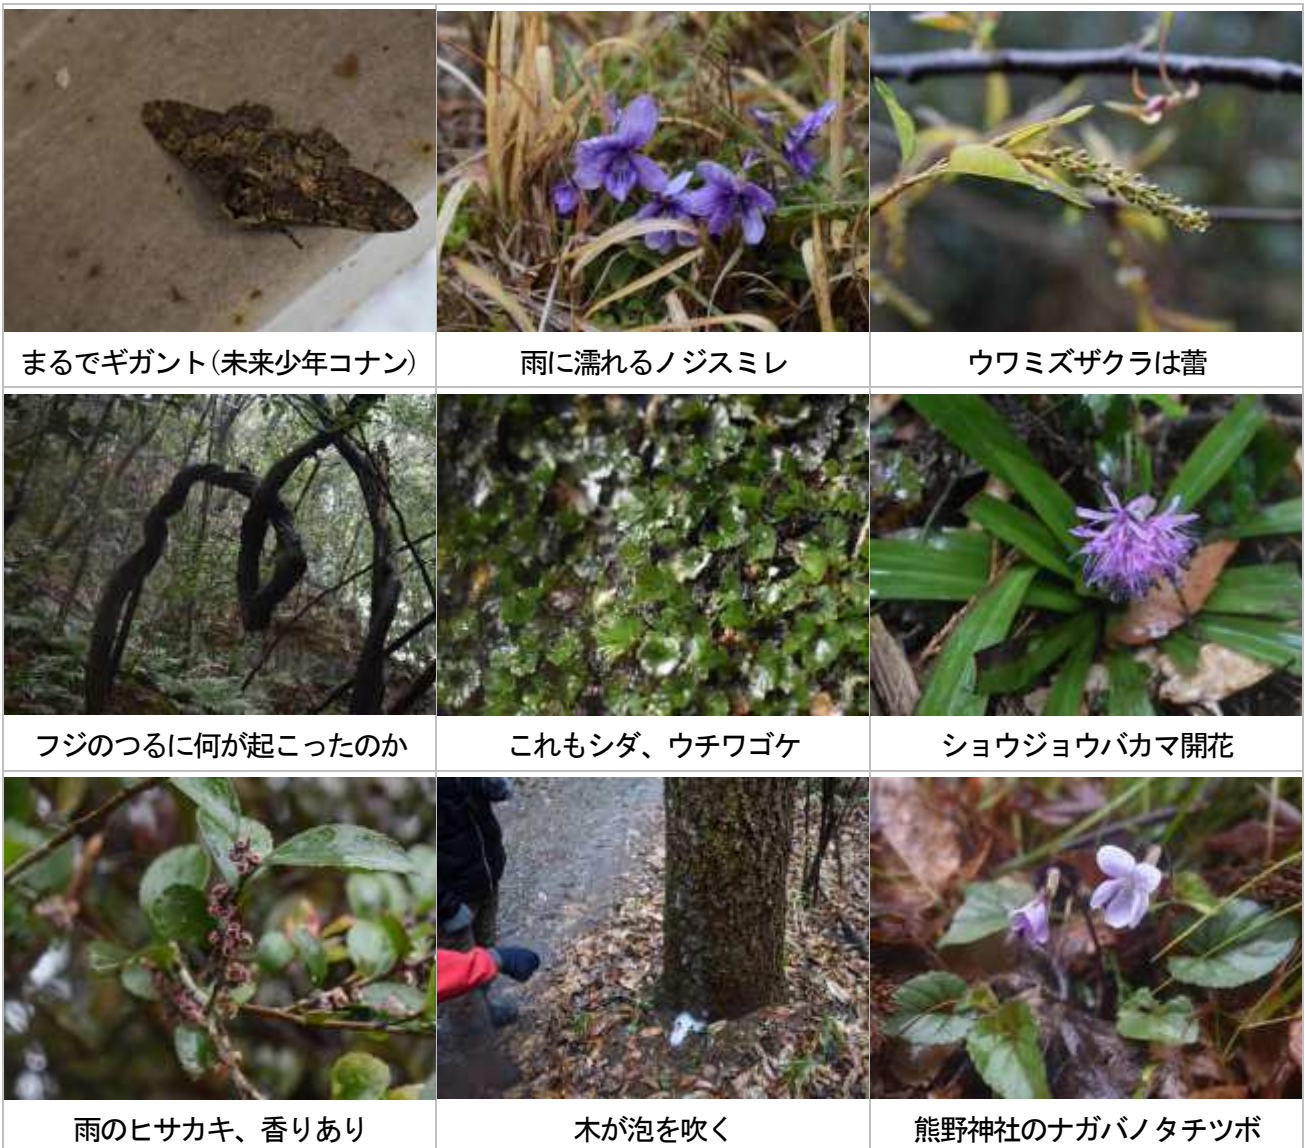 まるでギガント(未来少年コナン)
雨に濡れるノジスミレ
ウワミズザクラは蕾
フジのつるに何が起こったのか
これもシダ、ウチワゴケ
ショウジョウバカマ開花
雨のヒサカキ、香りあり
木が泡を吹く
熊野神社のナガバノタチツボ